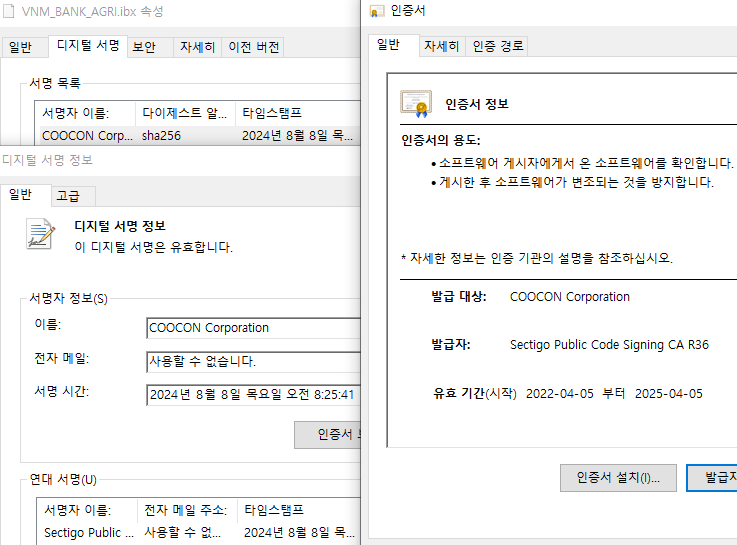 VNM_BANK_AGRI.ibx 속성
일반 디지털 서명 보안 자세히 이전 버전
서명 목록
서명자 이름: 다이제스트 알... 타임스탬프
COOCON Corp... sha256 2024년 8월 8일 목...
디지털 서명 정보
일반 고급
디지털 서명 정보
이 디지털 서명은 유효합니다.
서명자 정보(S)
이름: COOCON Corporation
전자 메일: 사용할 수 없습니다.
서명 시간: 2024년 8월 8일 목요일 오전 8:25:41
인증서
연대 서명(U)
서명자 이름: 전자 메일 주소: 타임스탬프
Sectigo Public ... 사용할 수 없... 2024년 8월 8일 목...
인증서
일반 자세히 인증 경로
인증서 정보
인증서의 용도:
• 소프트웨어 게시자에게서 온 소프트웨어를 확인합니다.
• 게시한 후 소프트웨어가 변조되는 것을 방지합니다.
* 자세한 정보는 인증 기관의 설명을 참조하십시오.
발급 대상: COOCON Corporation
발급자: Sectigo Public Code Signing CA R36
유효 기간(시작) 2022-04-05 부터 2025-04-05
인증서 설치(I)... 발급자